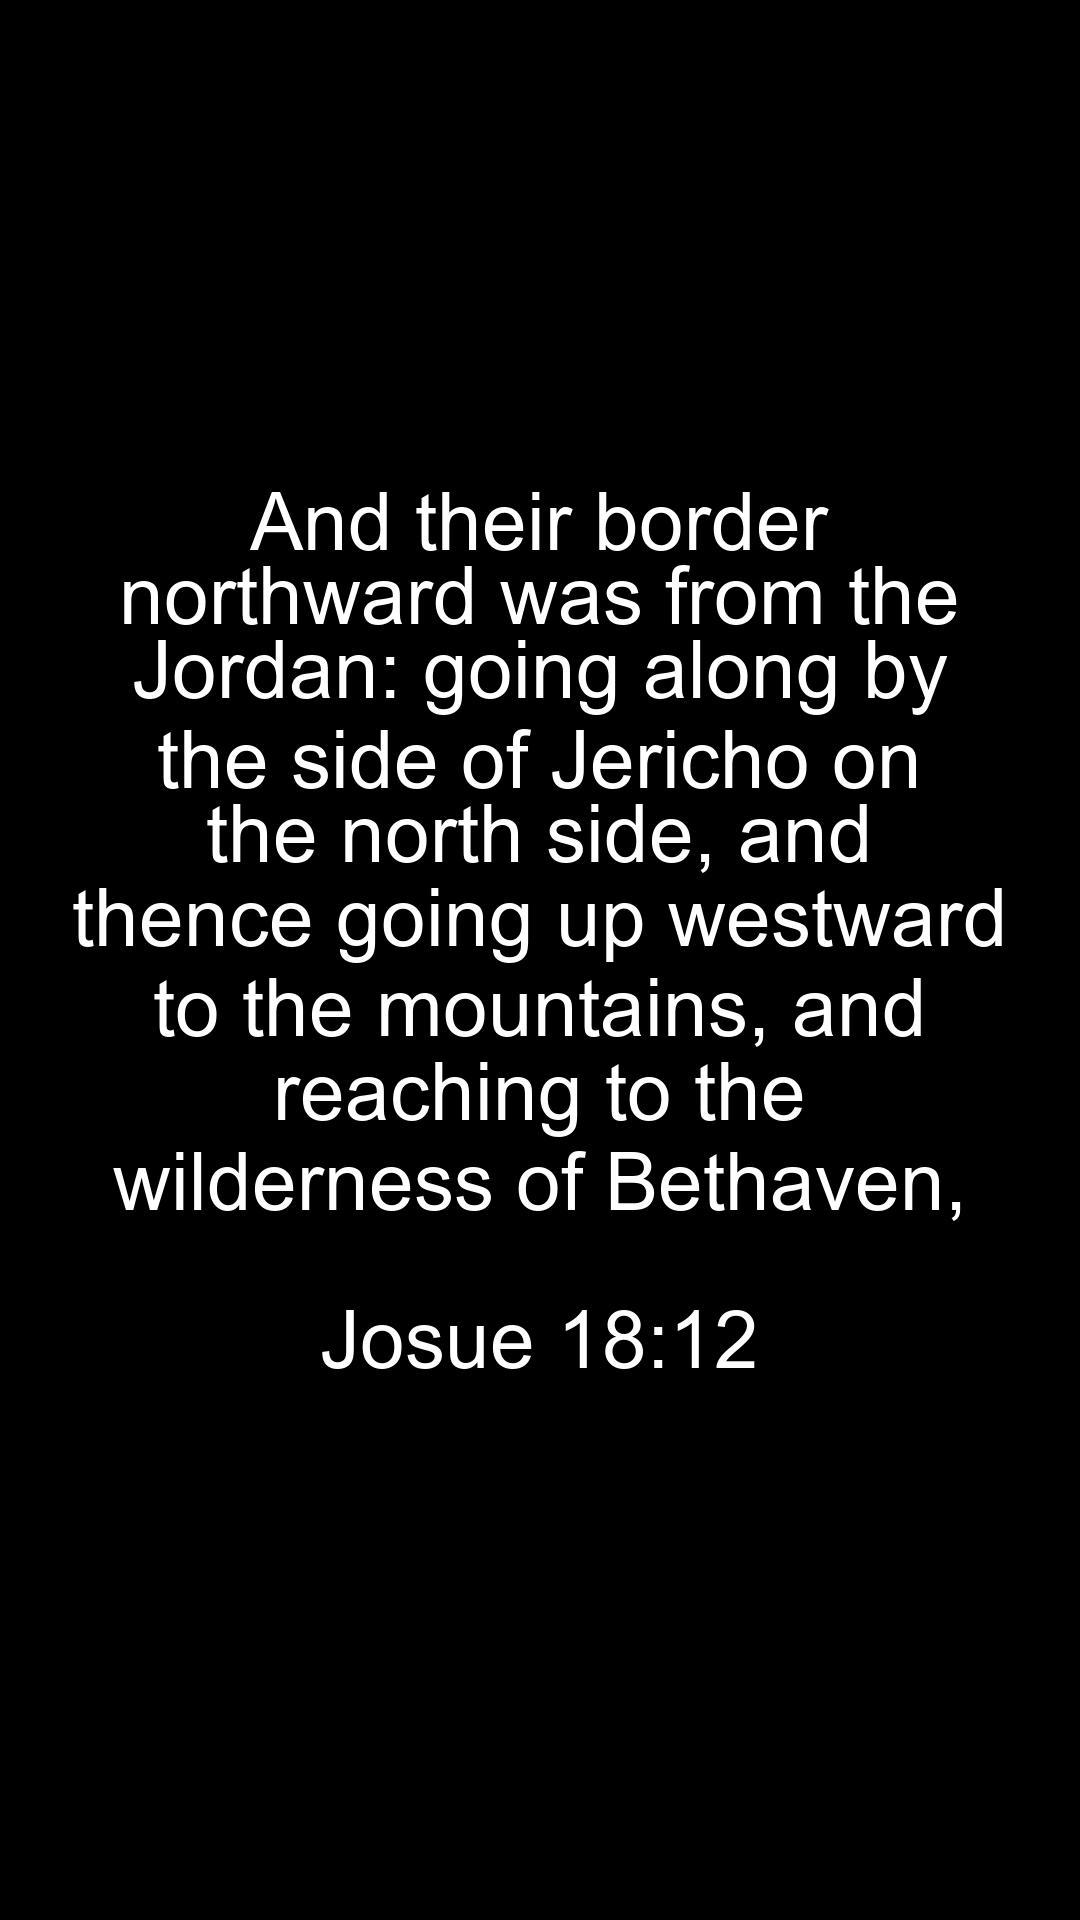 And their border
northward was from the
Jordan: going along by
the side of Jericho on
the north side, and
thence going up westward
to the mountains, and
reaching to the
wilderness of Bethaven,
Josue 18:12